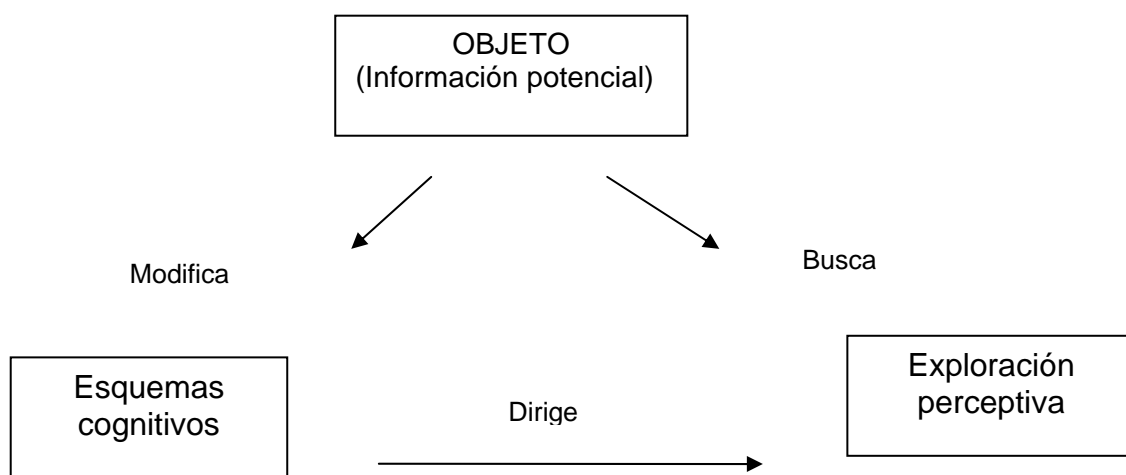 OBJETO
(Información potencial)
Modifica
Busca
Esquemas
cognitivos
Dirige
Exploración
perceptiva